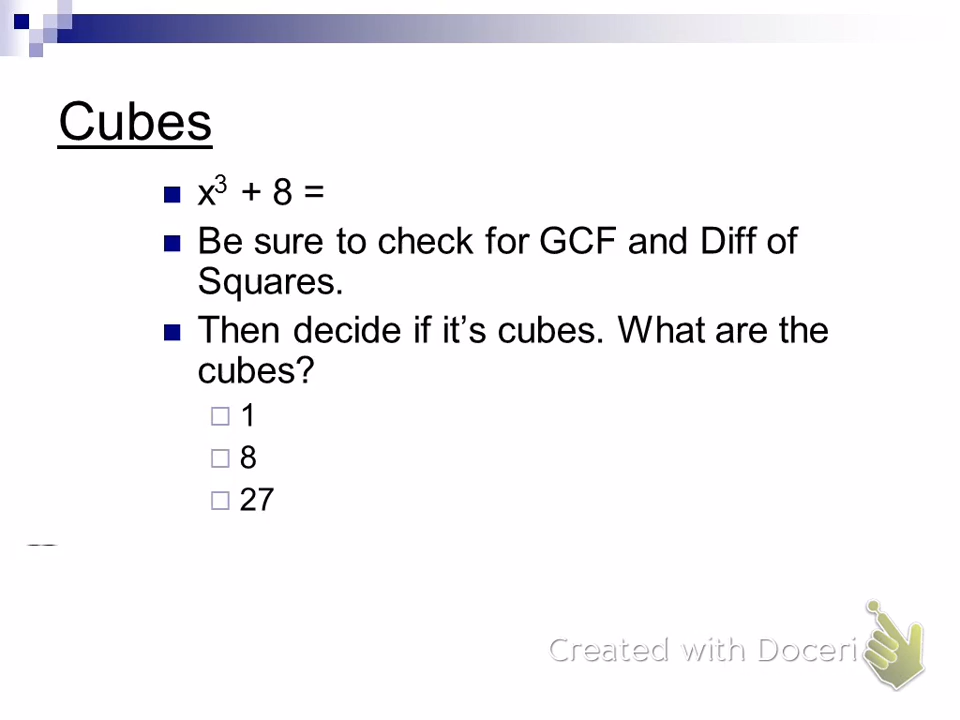 Cubes
x³ + 8 =
Be sure to check for GCF and Diff of
Squares.
Then decide if it’s cubes. What are the
cubes?
1
8
27
Created with Doceri